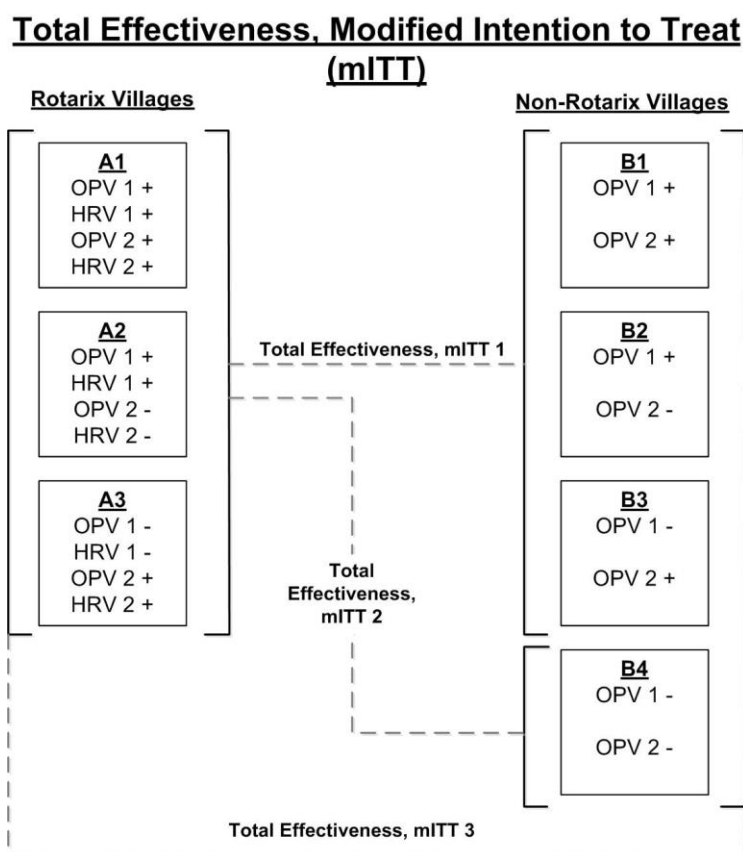 Total Effectiveness, Modified Intention to Treat
(mITT)
Rotarix Villages
Non-Rotarix Villages
A1
OPV 1 +
HRV 1 +
OPV 2 +
HRV 2 +
A2
OPV 1 +
HRV 1 +
OPV 2 -
HRV 2 -
A3
OPV 1 -
HRV 1 -
OPV 2 +
HRV 2 +
Total Effectiveness, mITT 1
Total
Effectiveness,
mITT 2
B1
OPV 1 +
OPV 2 +
B2
OPV 1 +
OPV 2 -
B3
OPV 1 -
OPV 2 +
B4
OPV 1 -
OPV 2 -
Total Effectiveness, mITT 3